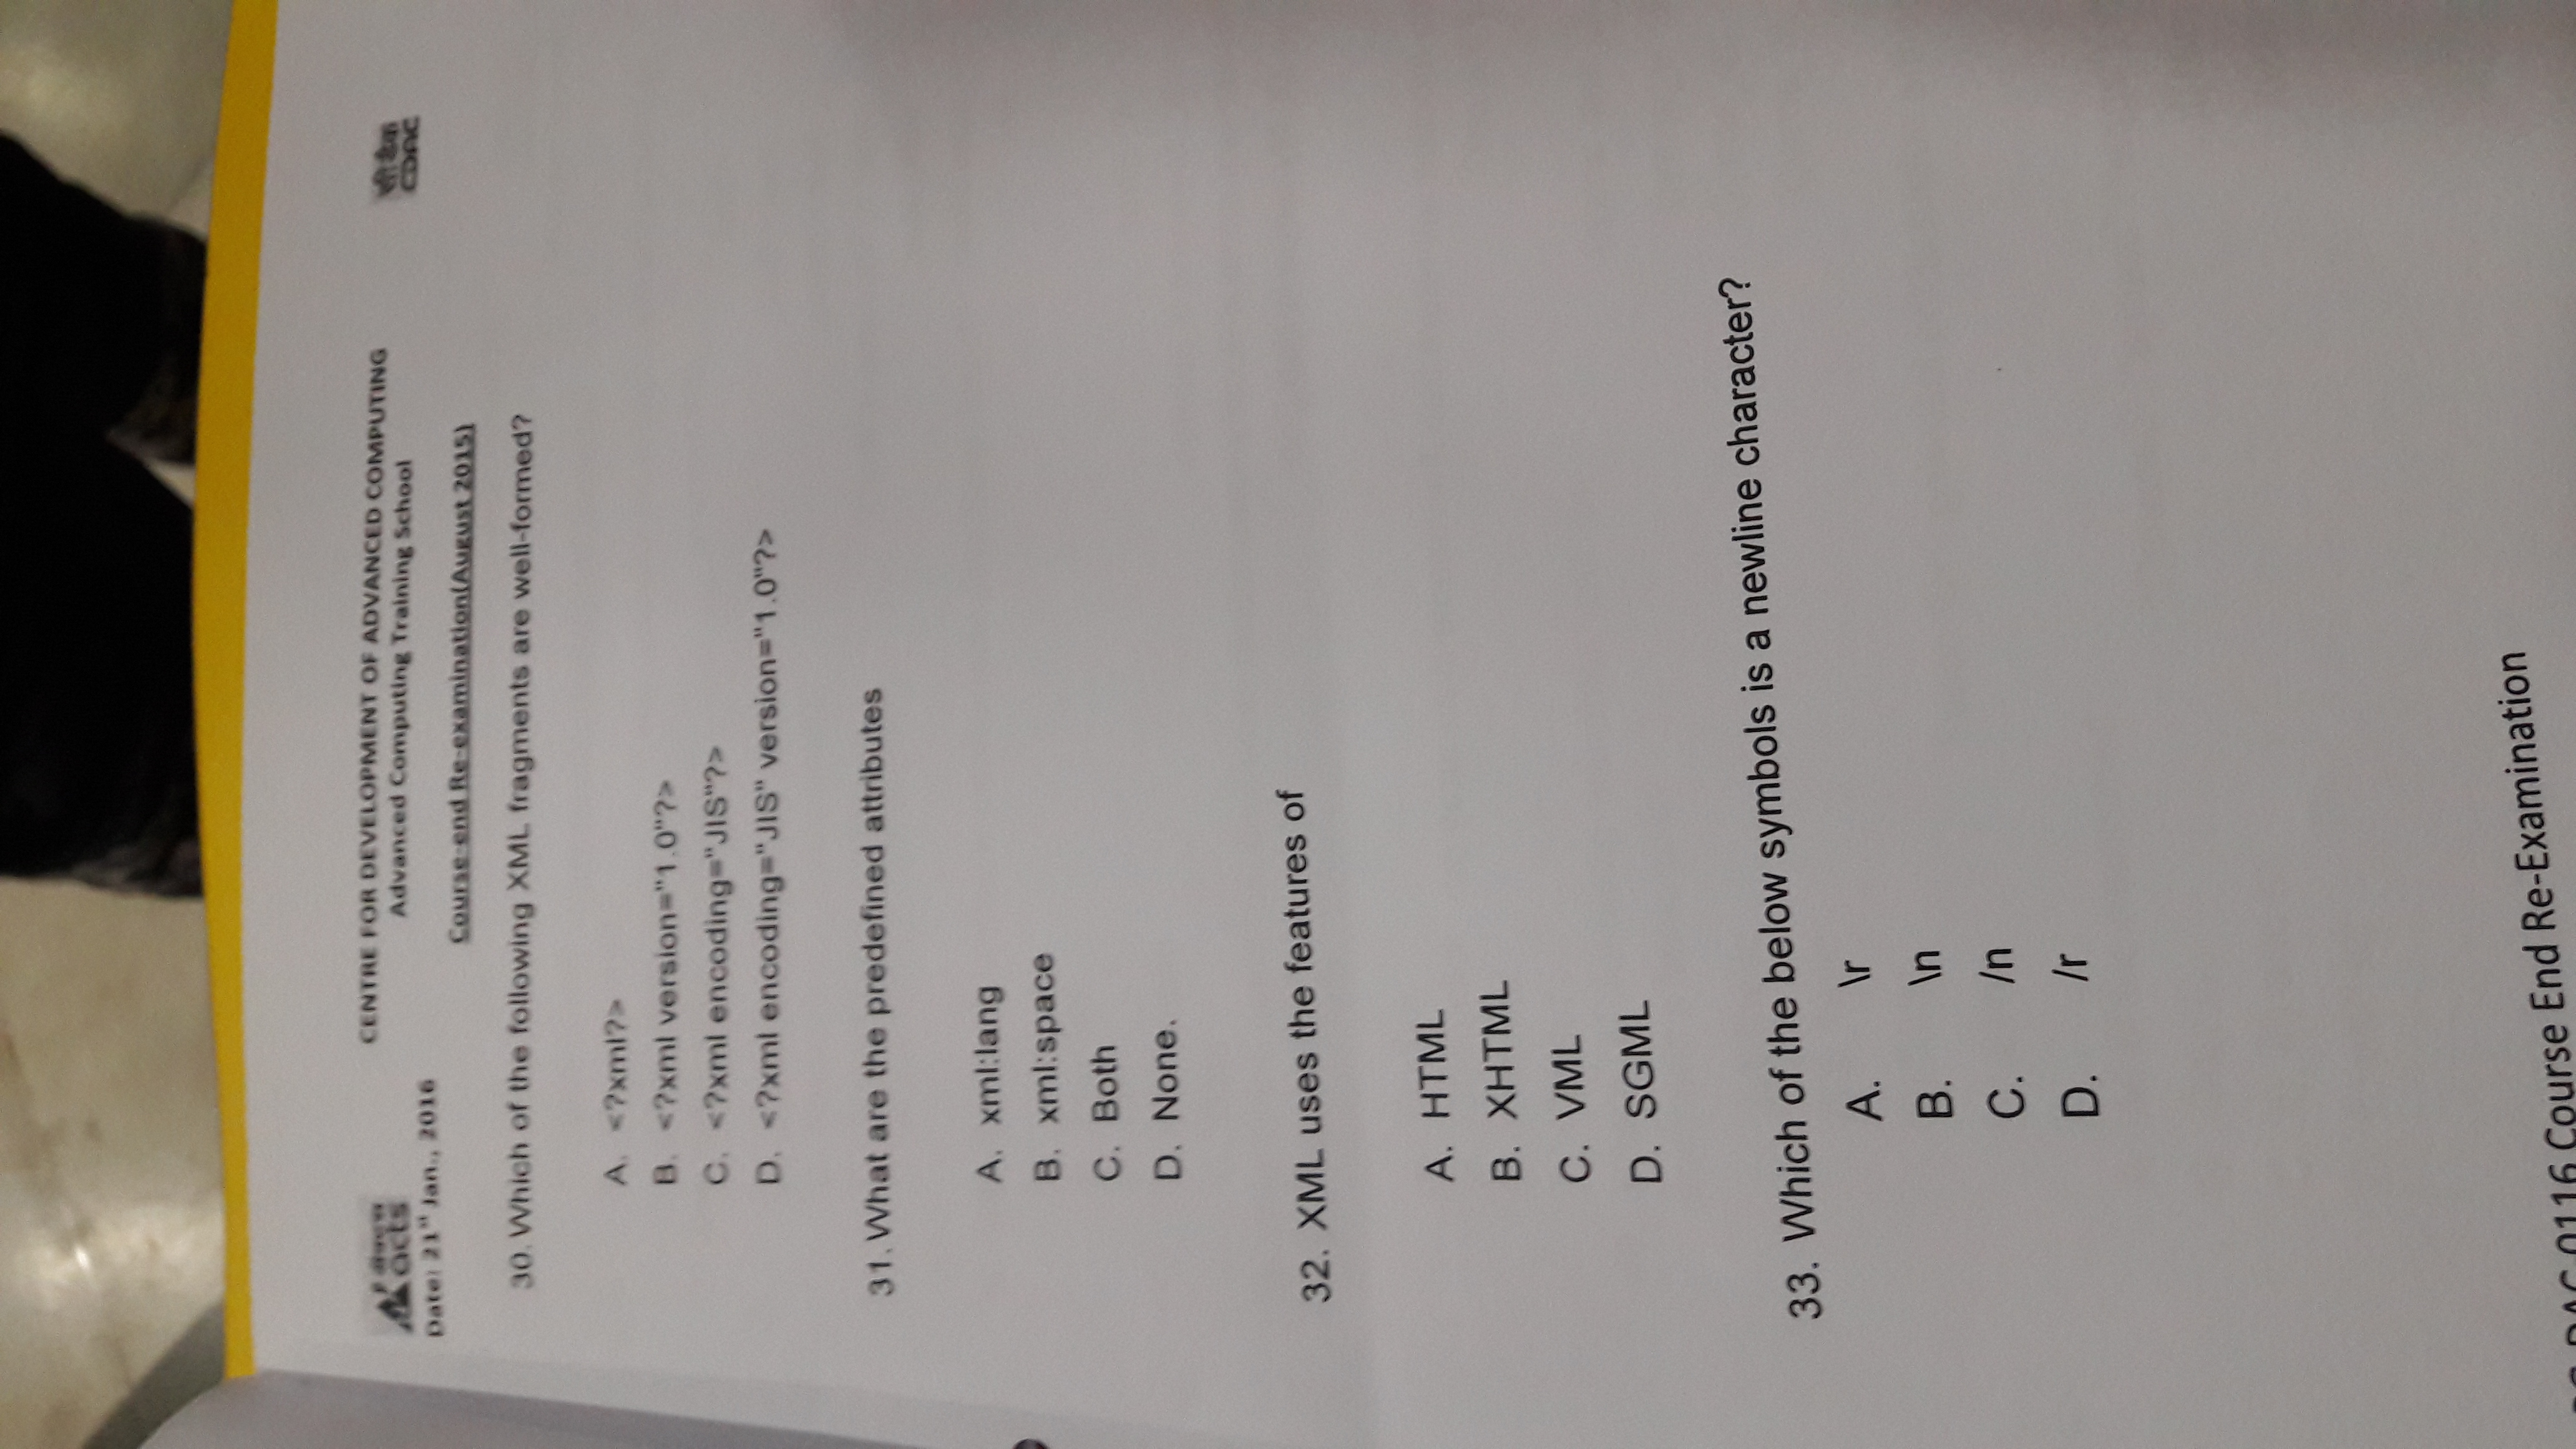 acts
CENTRE FOR DEVELOPMENT OF ADVANCED COMPUTING
Advanced Computing Training School
सी डैक
CDAC
Date: 21st Jan., 2016
Course-end Re-examination(August 2015)
30. Which of the following XML fragments are well-formed?
A. <?xml?>
B. <?xml version="1.0"?>
C. <?xml encoding="JIS"?>
D. <?xml encoding="JIS" version="1.0"?>
31. What are the predefined attributes
A. xml:lang
B. xml:space
C. Both
D. None.
32. XML uses the features of
A. HTML
B. XHTML
C. VML
D. SGML
33. Which of the below symbols is a newline character?
A. \r
B. \n
C. /n
D. /r
DAC 0116 Course End Re-Examination